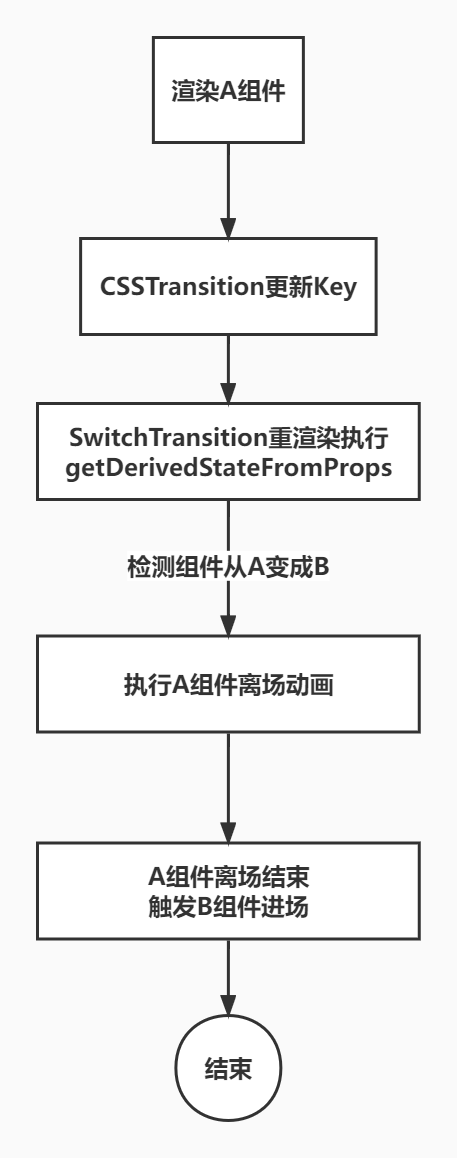 渲染A组件
CSSTransition更新Key
SwitchTransition重渲染执行
getDerivedStateFromProps
检测组件从A变成B
执行A组件离场动画
A组件离场结束
触发B组件进场
结束